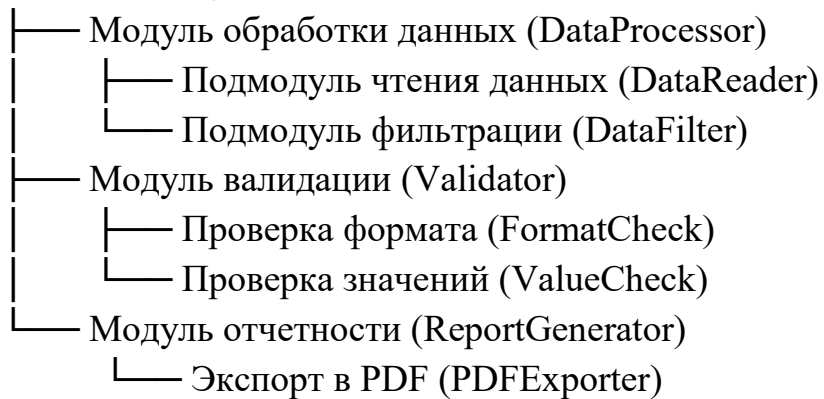 ├── Модуль обработки данных (DataProcessor)
│ ├── Подмодуль чтения данных (DataReader)
│ └── Подмодуль фильтрации (DataFilter)
├── Модуль валидации (Validator)
│ ├── Проверка формата (FormatCheck)
│ └── Проверка значений (ValueCheck)
└── Модуль отчетности (ReportGenerator)
└── Экспорт в PDF (PDFExporter)